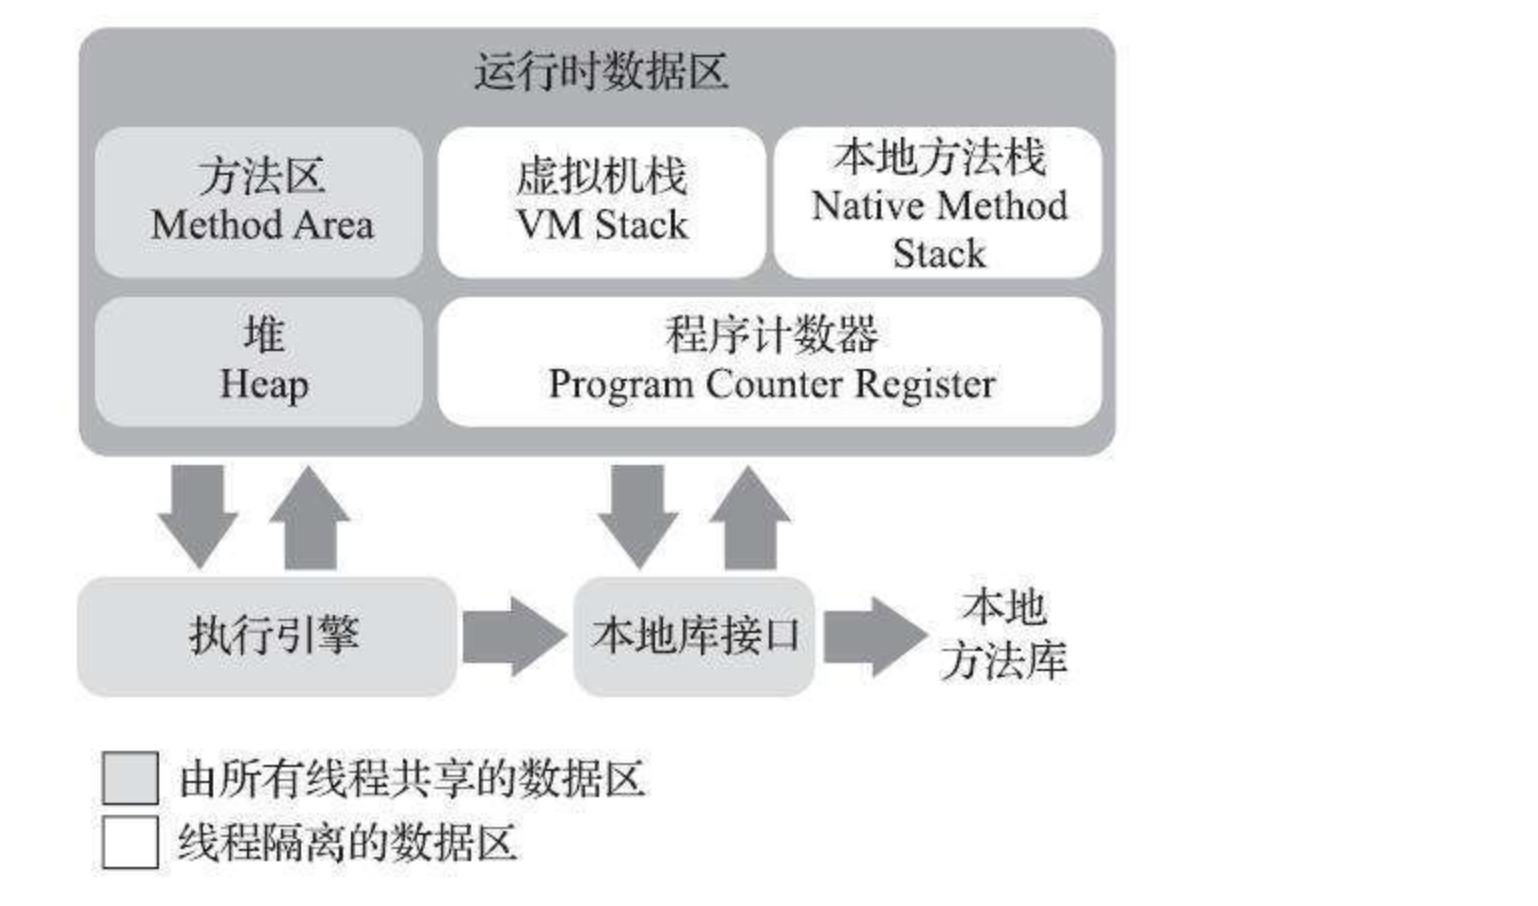 运行时数据区
方法区
Method Area
虚拟机栈
VM Stack
本地方法栈
Native Method
Stack
堆
Heap
程序计数器
Program Counter Register
执行引擎
本地库接口
本地
方法库
由所有线程共享的数据区
线程隔离的数据区